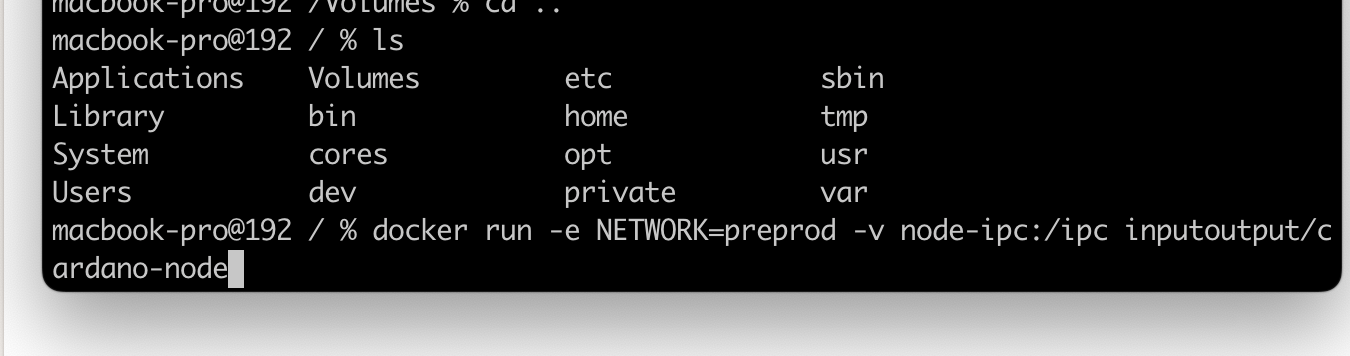 macbook-pro@192 /Volumes % cd ..
macbook-pro@192 / % ls
Applications    Volumes         etc             sbin
Library         bin             home            tmp
System          cores           opt             usr
Users           dev             private         var
macbook-pro@192 / % docker run -e NETWORK=preprod -v node-ipc:/ipc inputoutput/c
ardano-node